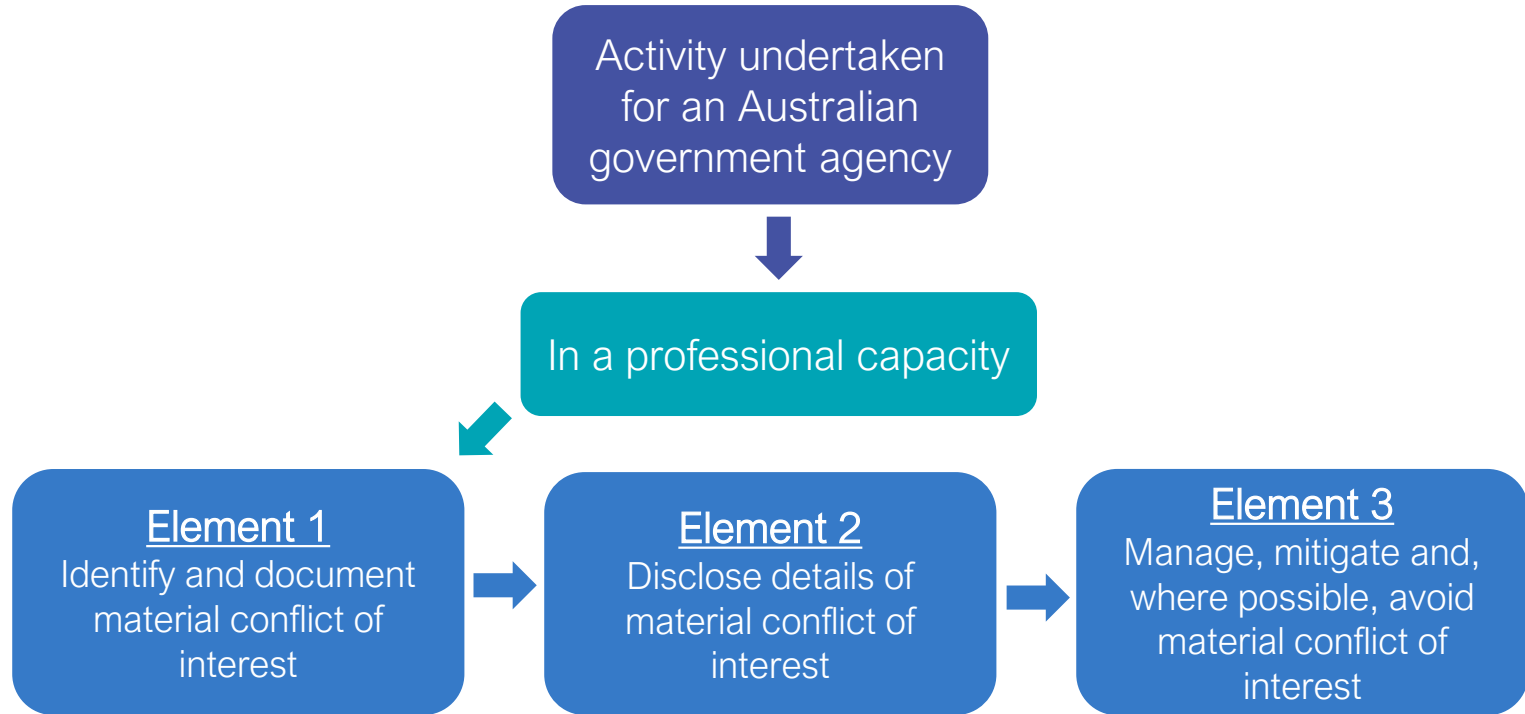 Activity undertaken
for an Australian
government agency
In a professional capacity
Element 1
Identify and document
material conflict of
interest
Element 2
Disclose details of
material conflict of
interest
Element 3
Manage, mitigate and,
where possible, avoid
material conflict of
interest